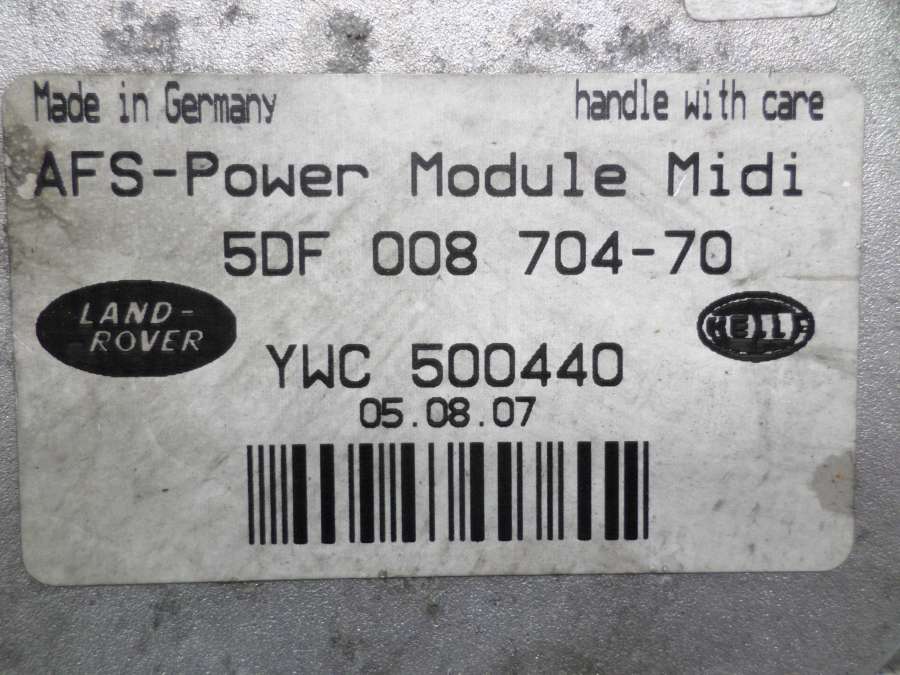 Made in Germany handle with care
AFS-Power Module Midi
5DF 008 704-70
LAND-
-ROVER
HELLA
YWC 500440
05.08.07